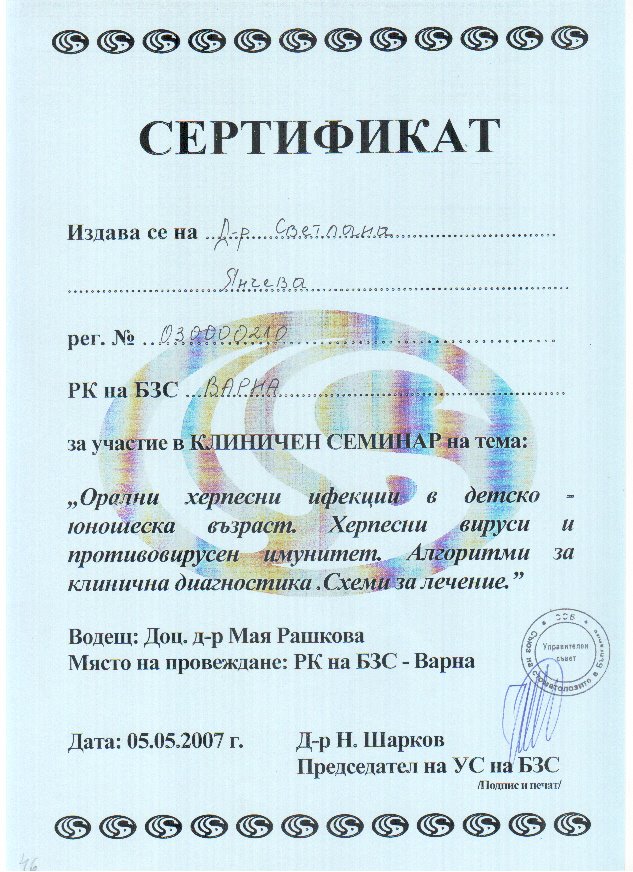 СЕРТИФИКАТ
Издава се на Д-р Светлана
Янчева
рег. № 030000210
РК на БЗС ВАРНА
за участие в КЛИНИЧЕН СЕМИНАР на тема:
„Орални херпесни ифекции в детско -
юношеска възраст. Херпесни вируси и
противовирусен имунитет. Алгоритми за
клинична диагностика .Схеми за лечение.”
Водещ: Доц. д-р Мая Рашкова
Място на провеждане: РК на БЗС - Варна
Управителен
съвет
Съюз на стоматолозите в България
ССБ
Дата: 05.05.2007 г. Д-р Н. Шарков
Председател на УС на БЗС
/Подпис и печат/
46